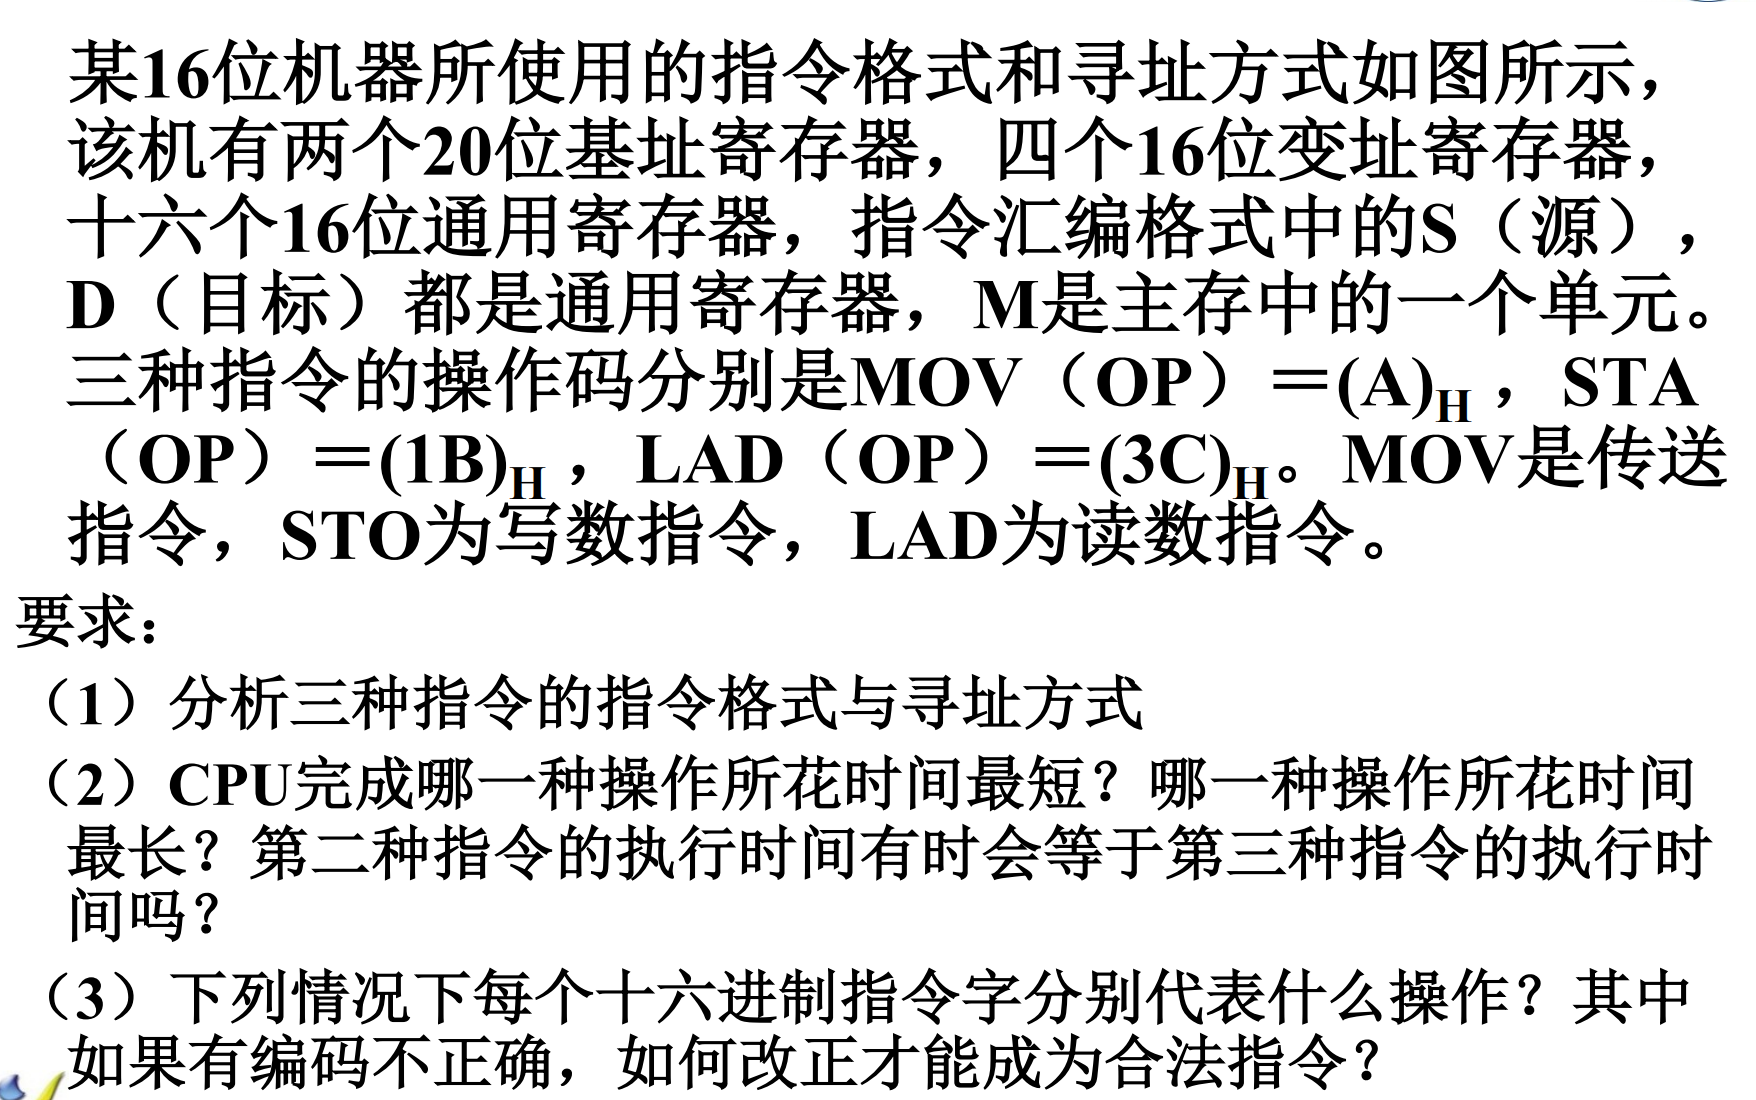 某16位机器所使用的指令格式和寻址方式如图所示，
该机有两个20位基址寄存器，四个16位变址寄存器，
十六个16位通用寄存器，指令汇编格式中的S（源），
D（目标）都是通用寄存器，M是主存中的一个单元。
三种指令的操作码分别是MOV（OP）＝(A)H ，STA
（OP）＝(1B)H ，LAD（OP）＝(3C)H。MOV是传送
指令，STO为写数指令，LAD为读数指令。
要求：
（1）分析三种指令的指令格式与寻址方式
（2）CPU完成哪一种操作所花时间最短？哪一种操作所花时间
最长？第二种指令的执行时间有时会等于第三种指令的执行时
间吗？
（3）下列情况下每个十六进制指令字分别代表什么操作？其中
如果有编码不正确，如何改正才能成为合法指令？